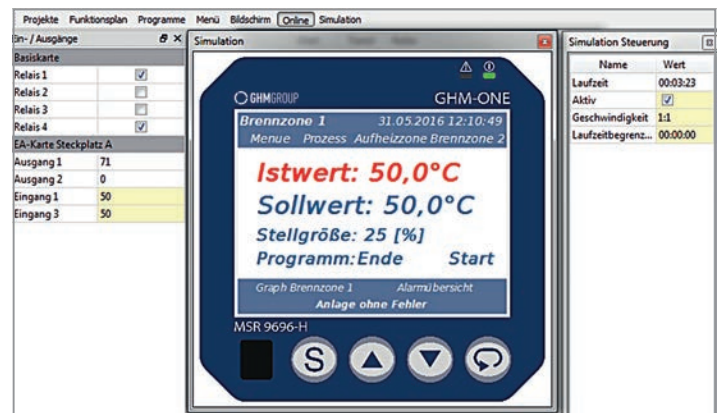 Projekte Funktionsplan Programme Menü Bildschirm Online Simulation
Ein- / Ausgänge
Basiskarte
Relais 1
Relais 2
Relais 3
Relais 4
EA-Karte Steckplatz A
Ausgang 1 71
Ausgang 2 0
Eingang 1 50
Eingang 3 50
Simulation
GHMGROUP GHM-ONE
Brennzone 1 31.05.2016 12:10:49
Menue Prozess Aufheizzone Brennzone 2
Istwert: 50,0°C
Sollwert: 50,0°C
Stellgröße: 25 [%]
Programm: Ende Start
Graph Brennzone 1 Alarmübersicht
Anlage ohne Fehler
MSR 9696-H
S
Simulation Steuerung
Name Wert
Laufzeit 00:03:23
Aktiv
Geschwindigkeit 1:1
Laufzeitbegrenz... 00:00:00